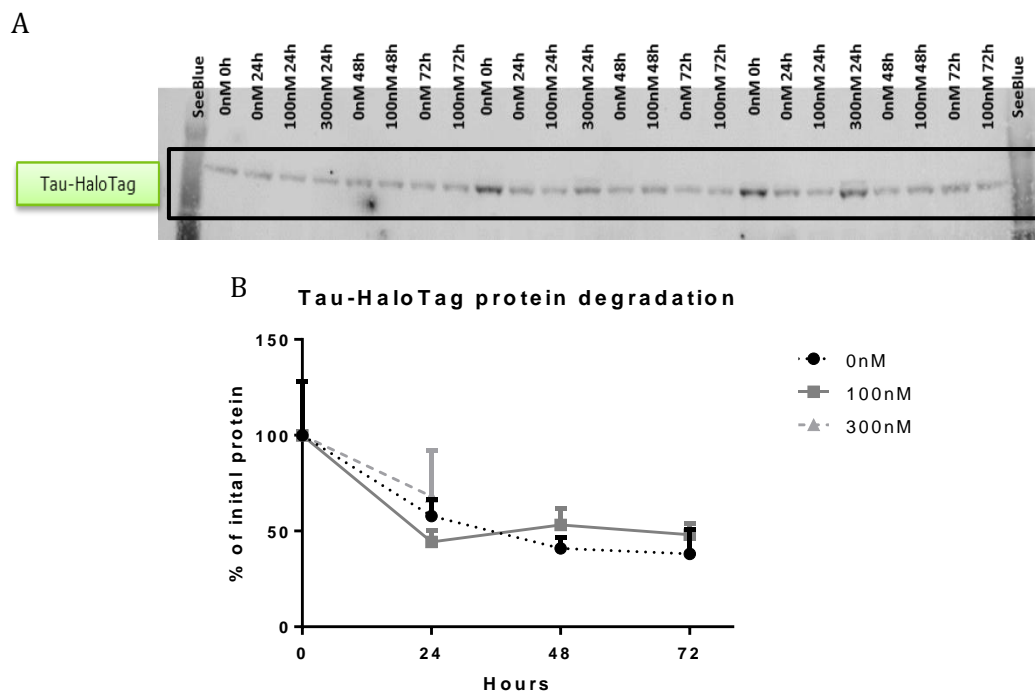 A
SeeBlue
0nM 0h
0nM 24h
100nM 24h
300nM 24h
0nM 48h
100nM 48h
0nM 72h
100nM 72h
0nM 0h
0nM 24h
100nM 24h
300nM 24h
0nM 48h
100nM 48h
0nM 72h
100nM 72h
0nM 0h
0nM 24h
100nM 24h
300nM 24h
0nM 48h
100nM 48h
0nM 72h
100nM 72h
SeeBlue
Tau-HaloTag
B
Tau-HaloTag protein degradation
% of inital protein
150
100
50
0
0
24
48
72
Hours
0nM
100nM
300nM